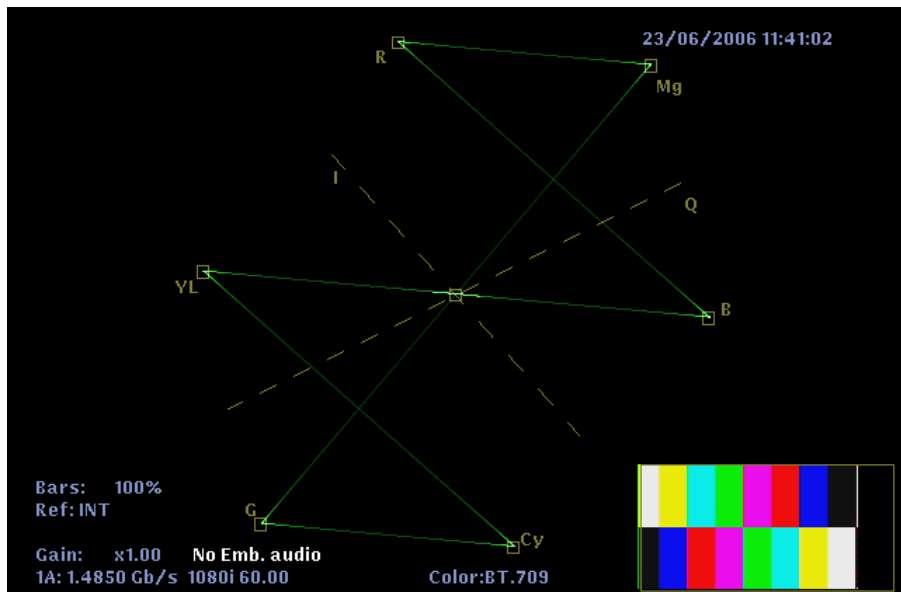 23/06/2006 11:41:02
R
Mg
I
Q
YL
B
Bars: 100%
Ref: INT
G
Cy
Gain: x1.00 No Emb. audio
1A: 1.4850 Gb/s 1080i 60.00 Color:BT.709